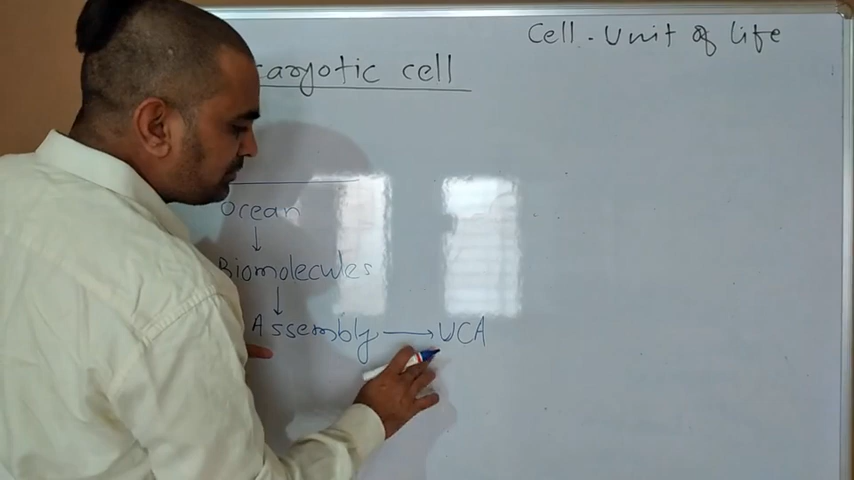 Cell - Unit of life
caryotic cell
Ocean
↓
Biomolecules
↓
Assembly → UCA